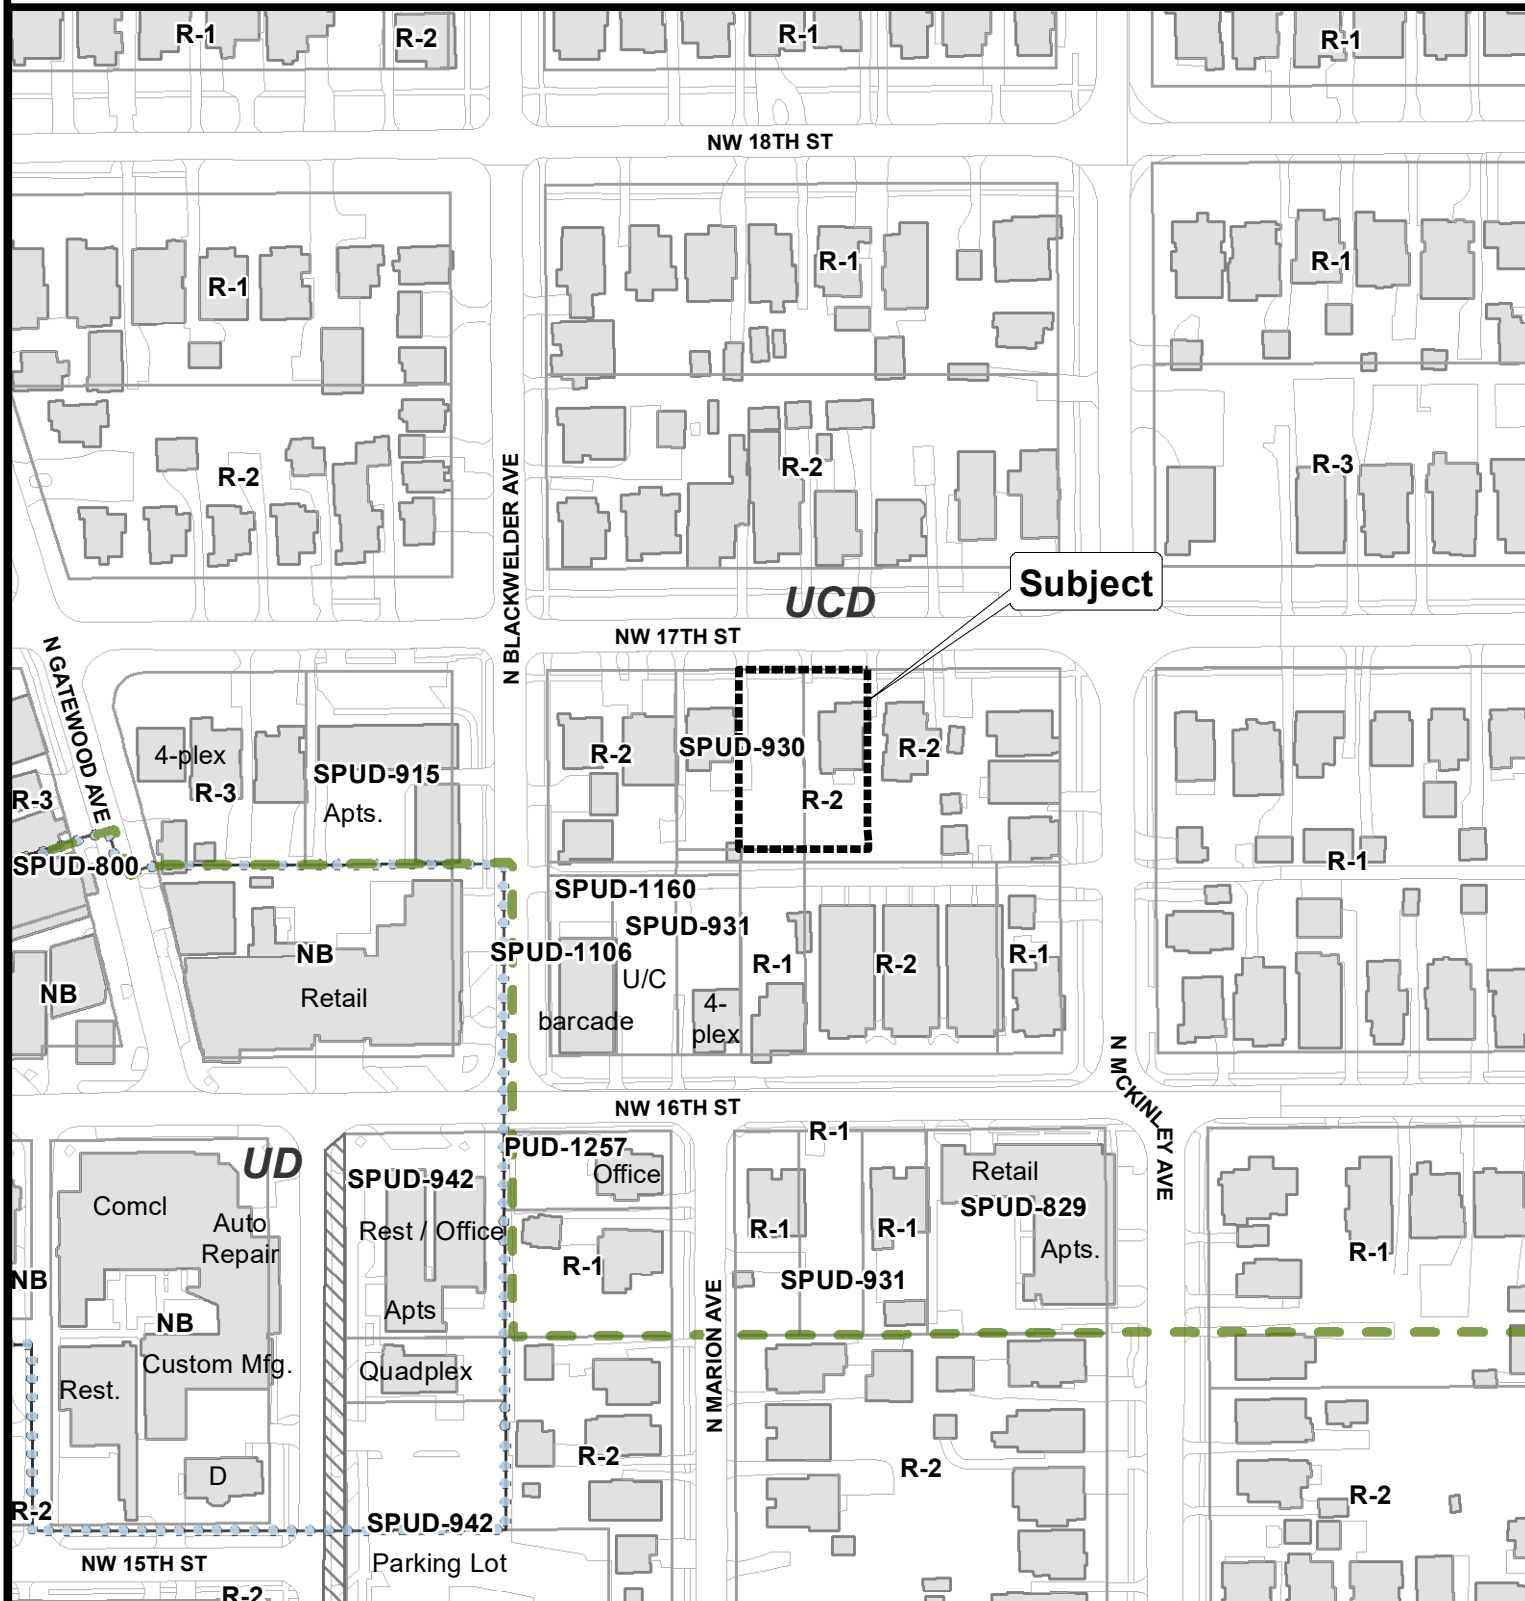 R-1
R-2
R-1
R-1
NW 18TH ST
R-1
R-1
R-1
R-2
R-2
R-3
N BLACKWELDER AVE
UCD
Subject
NW 17TH ST
N GATEWOOD AVE
4-plex
R-3
R-3
SPUD-915
Apts.
R-2
SPUD-930
R-2
R-2
SPUD-800
R-1
SPUD-1160
SPUD-931
SPUD-1106
U/C
barcade
4-
plex
R-1
R-2
R-1
NB
NB
Retail
N MCKINLEY AVE
NW 16TH ST
R-1
UD
PUD-1257
Office
SPUD-942
Rest / Office
Apts
Comcl
Auto
Repair
Retail
SPUD-829
Apts.
R-1
R-1
R-1
R-1
SPUD-931
NB
NB
Custom Mfg.
Quadplex
Rest.
N MARION AVE
D
R-2
R-2
R-2
R-2
SPUD-942
Parking Lot
NW 15TH ST
R-2